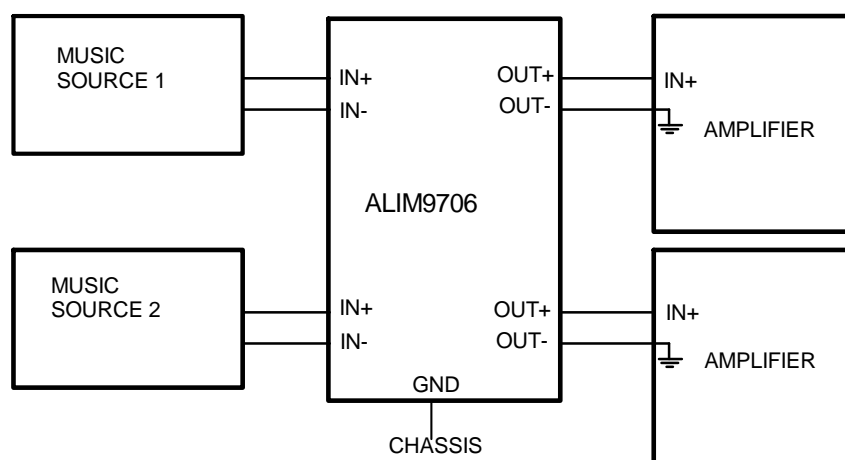 MUSIC
SOURCE 1
IN+
IN-
OUT+
OUT-
IN+
AMPLIFIER
ALIM9706
MUSIC
SOURCE 2
IN+
IN-
OUT+
OUT-
IN+
AMPLIFIER
GND
CHASSIS